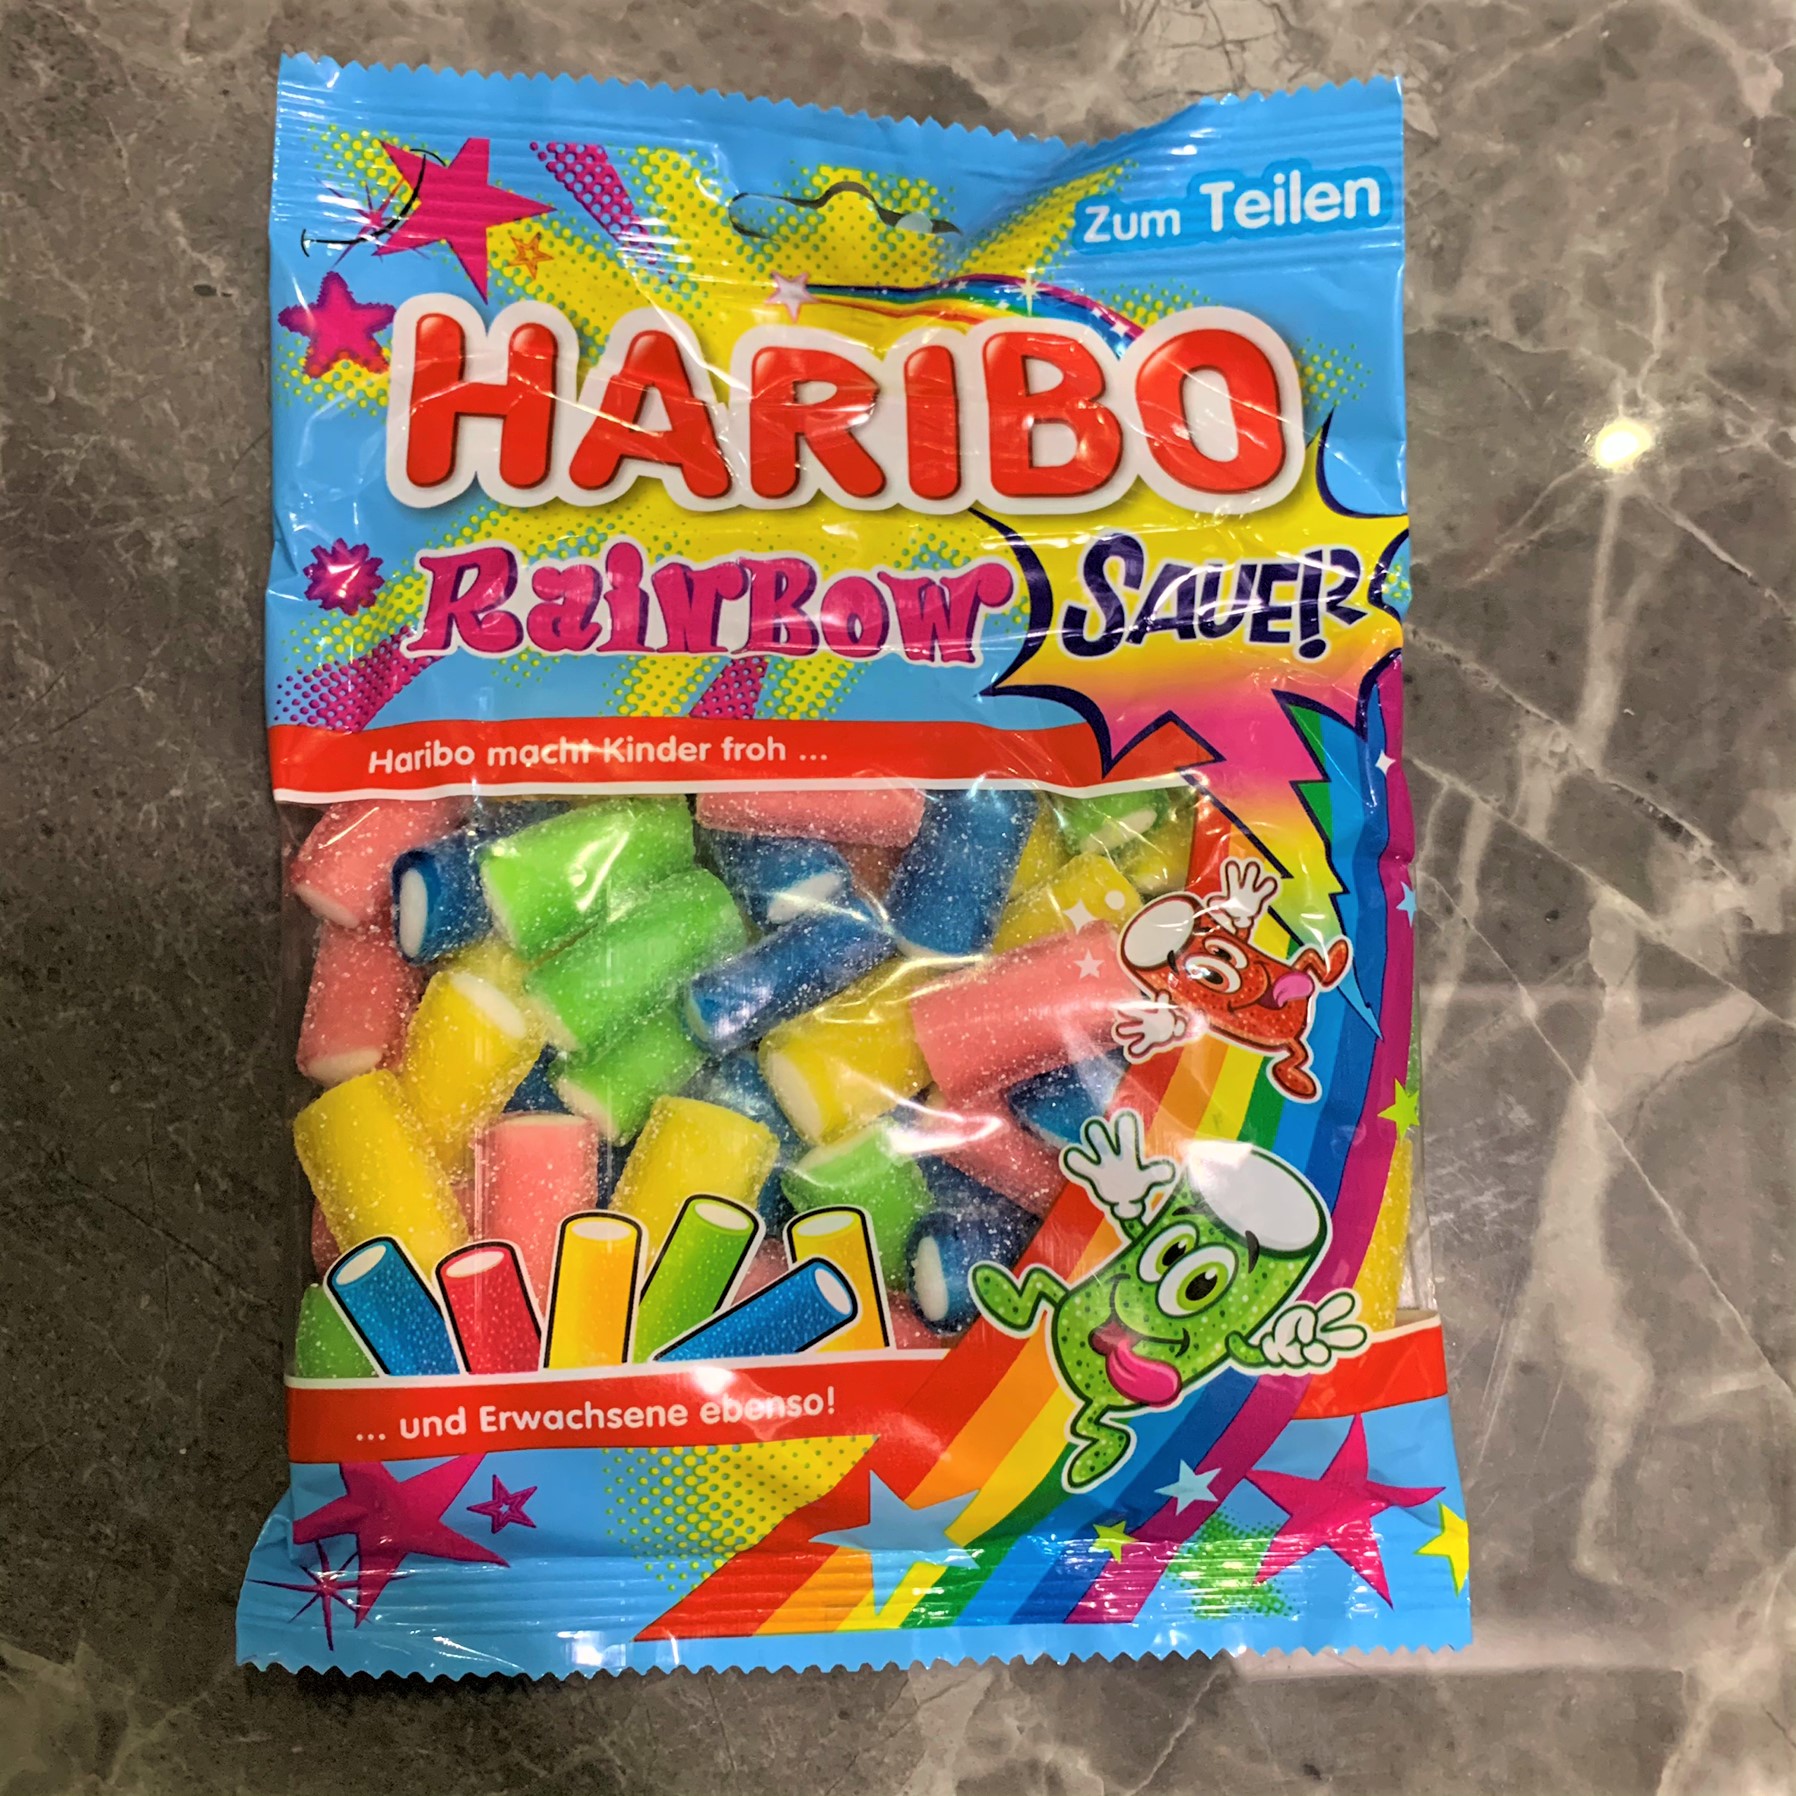 Zum Teilen
HARIBO
RainBow SAUER
Haribo macht Kinder froh ...
... und Erwachsene ebenso!